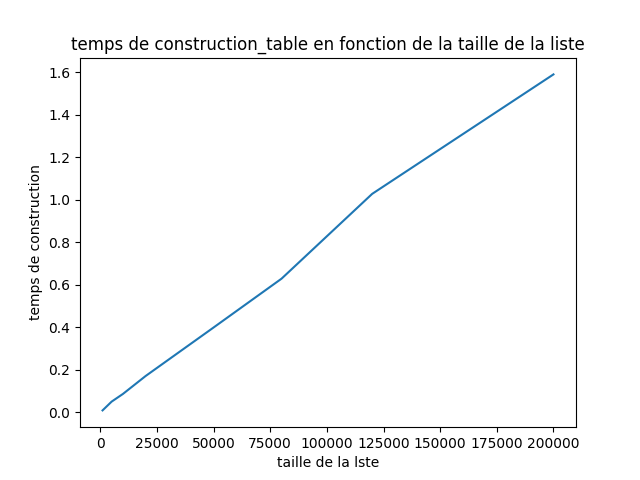 temps de construction_table en fonction de la taille de la liste
1.6
1.4
1.2
1.0
0.8
0.6
0.4
0.2
0.0
temps de construction
0 25000 50000 75000 100000 125000 150000 175000 200000
taille de la lste